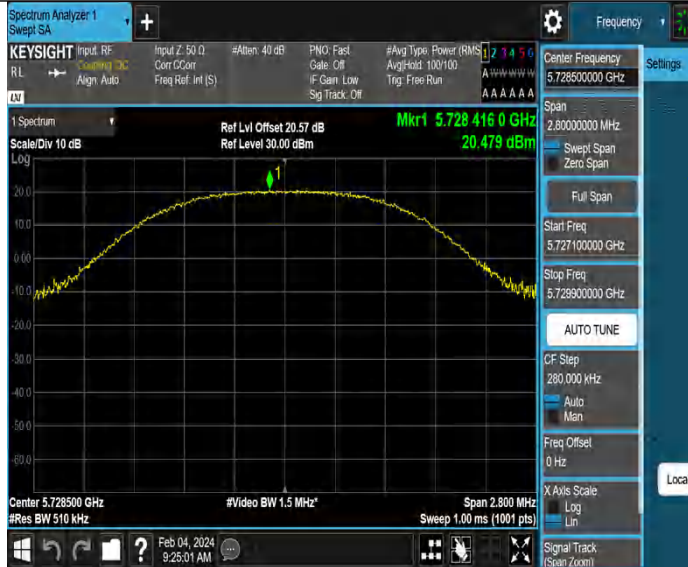 Spectrum Analyzer 1
Swept SA
+
Frequency
KEYSIGHT
RL
Input: RF
Coupling: DC
Align: Auto
Input Z: 50 Ω
Corr CCorr
Freq Ref: Int (S)
#Atten: 40 dB
PNO: Fast
Gate: Off
IF Gain: Low
Sig Track: Off
#Avg Type: Power (RMS
Avg|Hold: 100/100
Trig: Free Run
1 2 3 4 5 6
A W W W W W
A A A A A A
LXI
1 Spectrum
Scale/Div 10 dB
Log
Ref Lvl Offset 20.57 dB
Ref Level 30.00 dBm
Mkr1 5.728 416 0 GHz
20.479 dBm
1
20.0
10.0
0.00
-10.0
-20.0
-30.0
-40.0
-50.0
-60.0
Center 5.728500 GHz
#Res BW 510 kHz
#Video BW 1.5 MHz*
Span 2.800 MHz
Sweep 1.00 ms (1001 pts)
?
Feb 04, 2024
9:25:01 AM
Center Frequency
5.728500000 GHz
Settings
Span
2.80000000 MHz
Swept Span
Zero Span
Full Span
Start Freq
5.727100000 GHz
Stop Freq
5.729900000 GHz
AUTO TUNE
CF Step
280.000 kHz
Auto
Man
Freq Offset
0 Hz
X Axis Scale
Log
Lin
Loca
Signal Track
(Span Zoom)